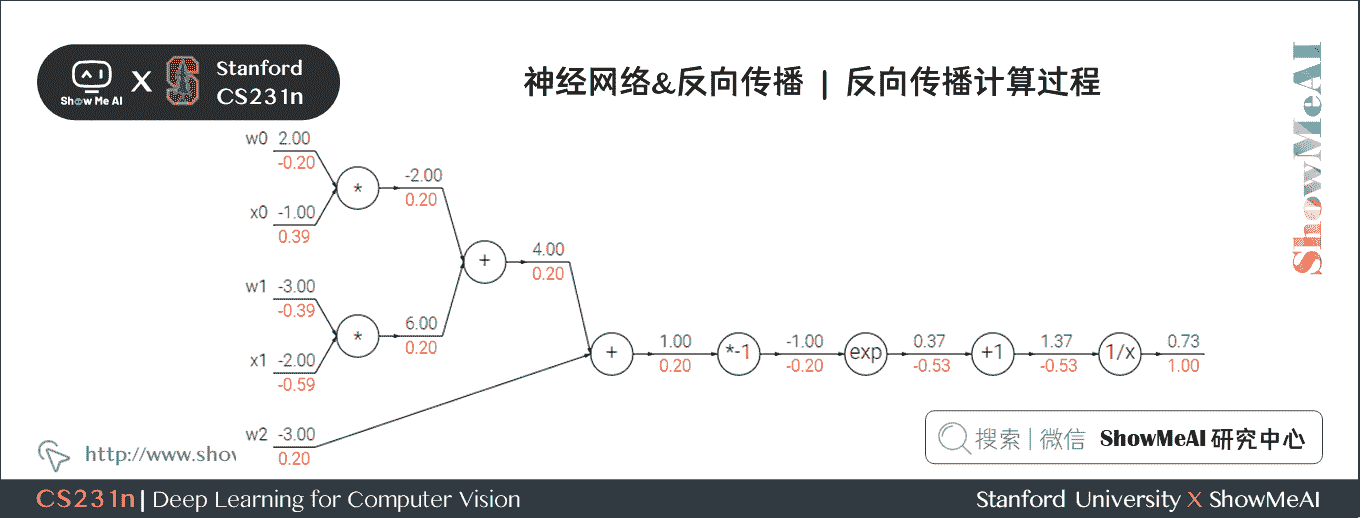 Show Me AI
X
Stanford
CS231n
神经网络&反向传播 | 反向传播计算过程
ShowMeAI
w0 2.00
-0.20
*
-2.00
0.20
x0 -1.00
0.39
+
4.00
0.20
w1 -3.00
-0.39
*
6.00
0.20
x1 -2.00
-0.59
+
1.00
0.20
*-1
-1.00
-0.20
exp
0.37
-0.53
+1
1.37
-0.53
1/x
0.73
1.00
w2 -3.00
0.20
http://www.show
搜索 | 微信 ShowMeAI 研究中心
CS231n | Deep Learning for Computer Vision
Stanford University X ShowMeAI